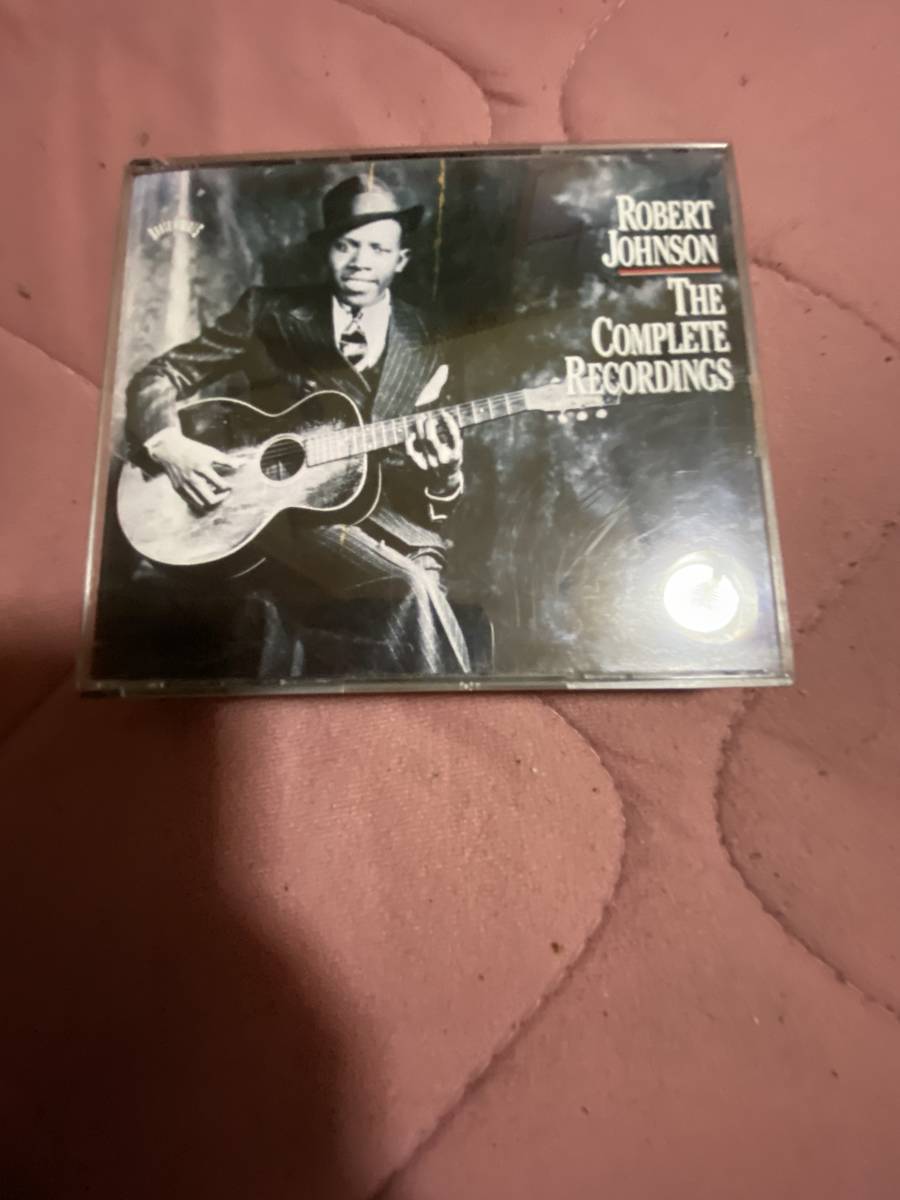 ROBERT
JOHNSON
THE
COMPLETE
RECORDINGS